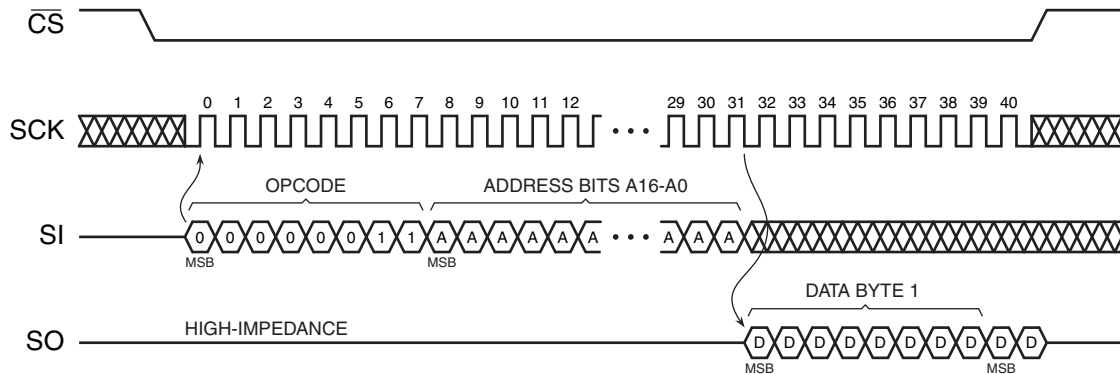 CS
0 1 2 3 4 5 6 7 8 9 10 11 12 29 30 31 32 33 34 35 36 37 38 39 40
SCK
OPCODE ADDRESS BITS A16-A0
SI 0 0 0 0 0 0 1 1 A A A A A A A A A
MSB MSB
DATA BYTE 1
HIGH-IMPEDANCE
SO D D D D D D D D D D
MSB MSB